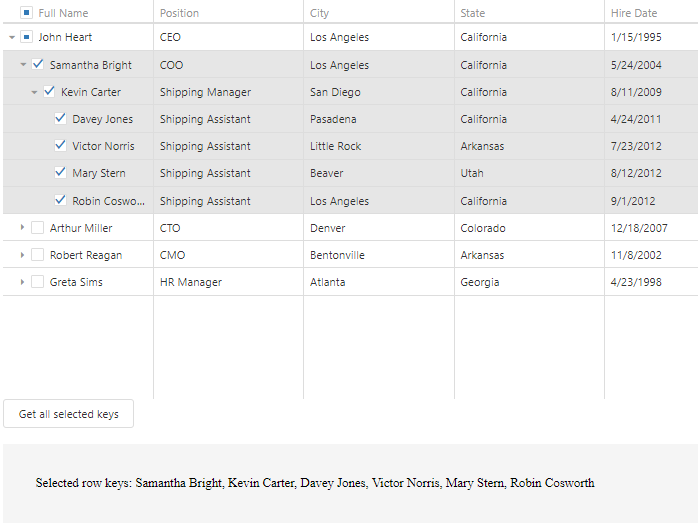 Full Name Position City State Hire Date
John Heart CEO Los Angeles California 1/15/1995
Samantha Bright COO Los Angeles California 5/24/2004
Kevin Carter Shipping Manager San Diego California 8/11/2009
Davey Jones Shipping Assistant Pasadena California 4/24/2011
Victor Norris Shipping Assistant Little Rock Arkansas 7/23/2012
Mary Stern Shipping Assistant Beaver Utah 8/12/2012
Robin Coswo... Shipping Assistant Los Angeles California 9/1/2012
Arthur Miller CTO Denver Colorado 12/18/2007
Robert Reagan CMO Bentonville Arkansas 11/8/2002
Greta Sims HR Manager Atlanta Georgia 4/23/1998
Get all selected keys
Selected row keys: Samantha Bright, Kevin Carter, Davey Jones, Victor Norris, Mary Stern, Robin Cosworth